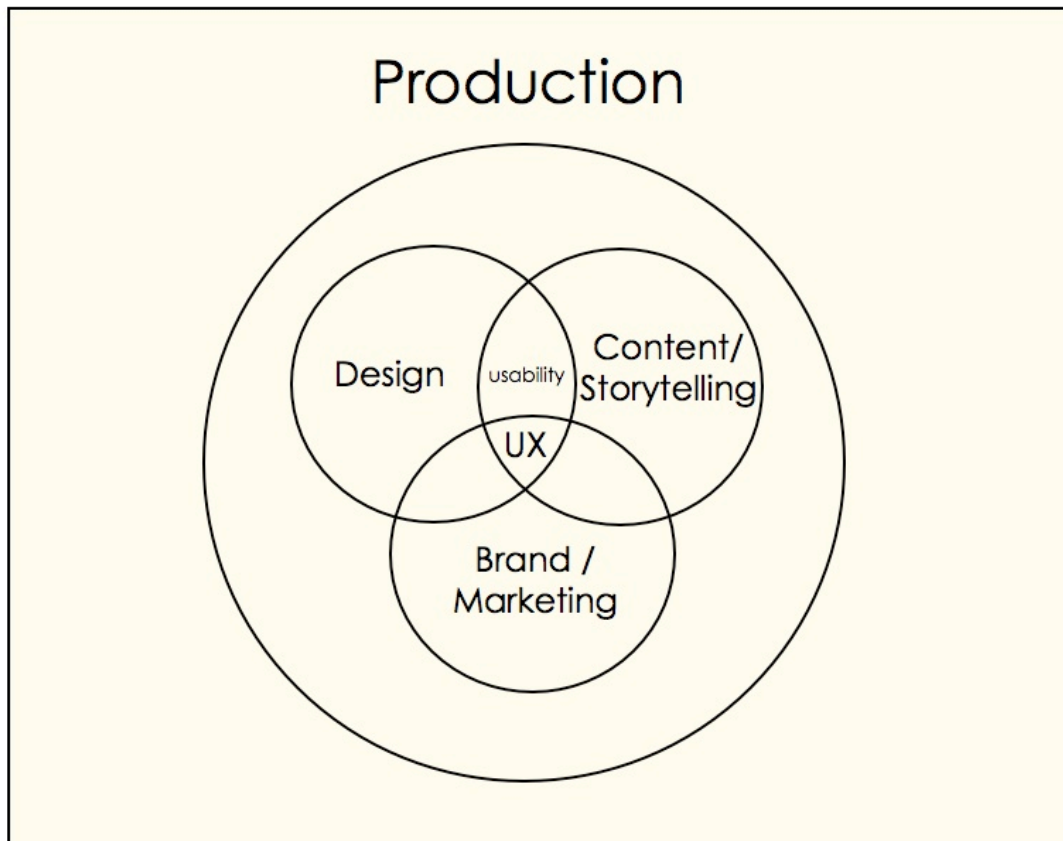 Production
Design
usability
Content/
Storytelling
UX
Brand /
Marketing